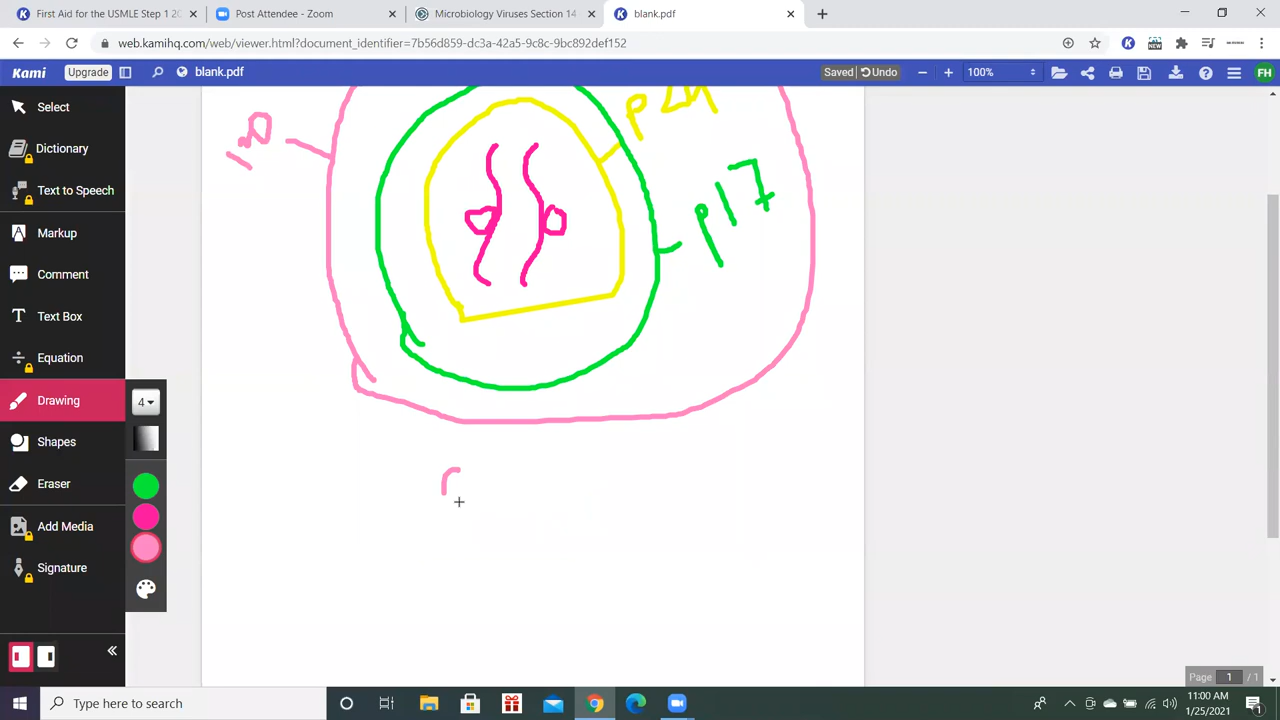 First Aid for the USMLE Step 1 20
Post Attendee - Zoom
Microbiology Viruses Section 14
blank.pdf
web.kamihq.com/web/viewer.html?document_identifier=7b56d859-dc3a-42a5-9cec-9bc892def152
NEW
Kami
Upgrade
blank.pdf
Saved
Undo
100%
FH
Select
Dictionary
Text to Speech
Markup
Comment
Text Box
Equation
Drawing
Shapes
Eraser
Add Media
Signature
4
p17
Page 1 / 1
Type here to search
11:00 AM
1/25/2021